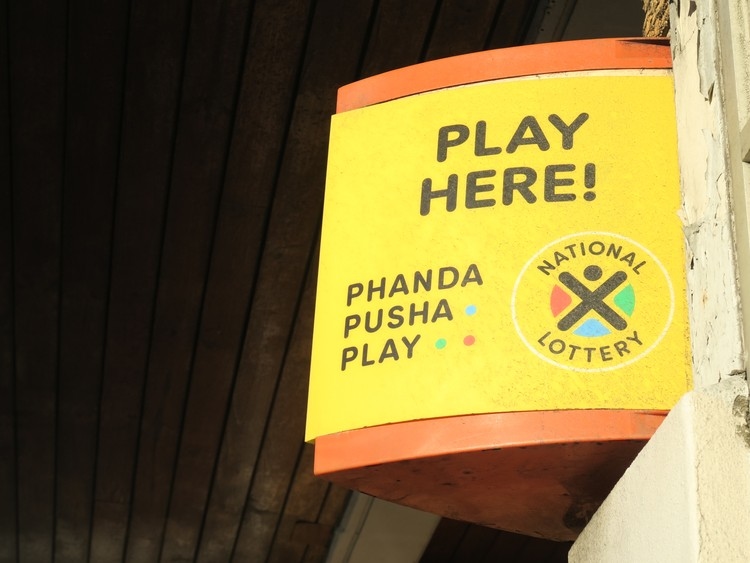 PLAY
HERE!
PHANDA
PUSHA
PLAY
NATIONAL
LOTTERY